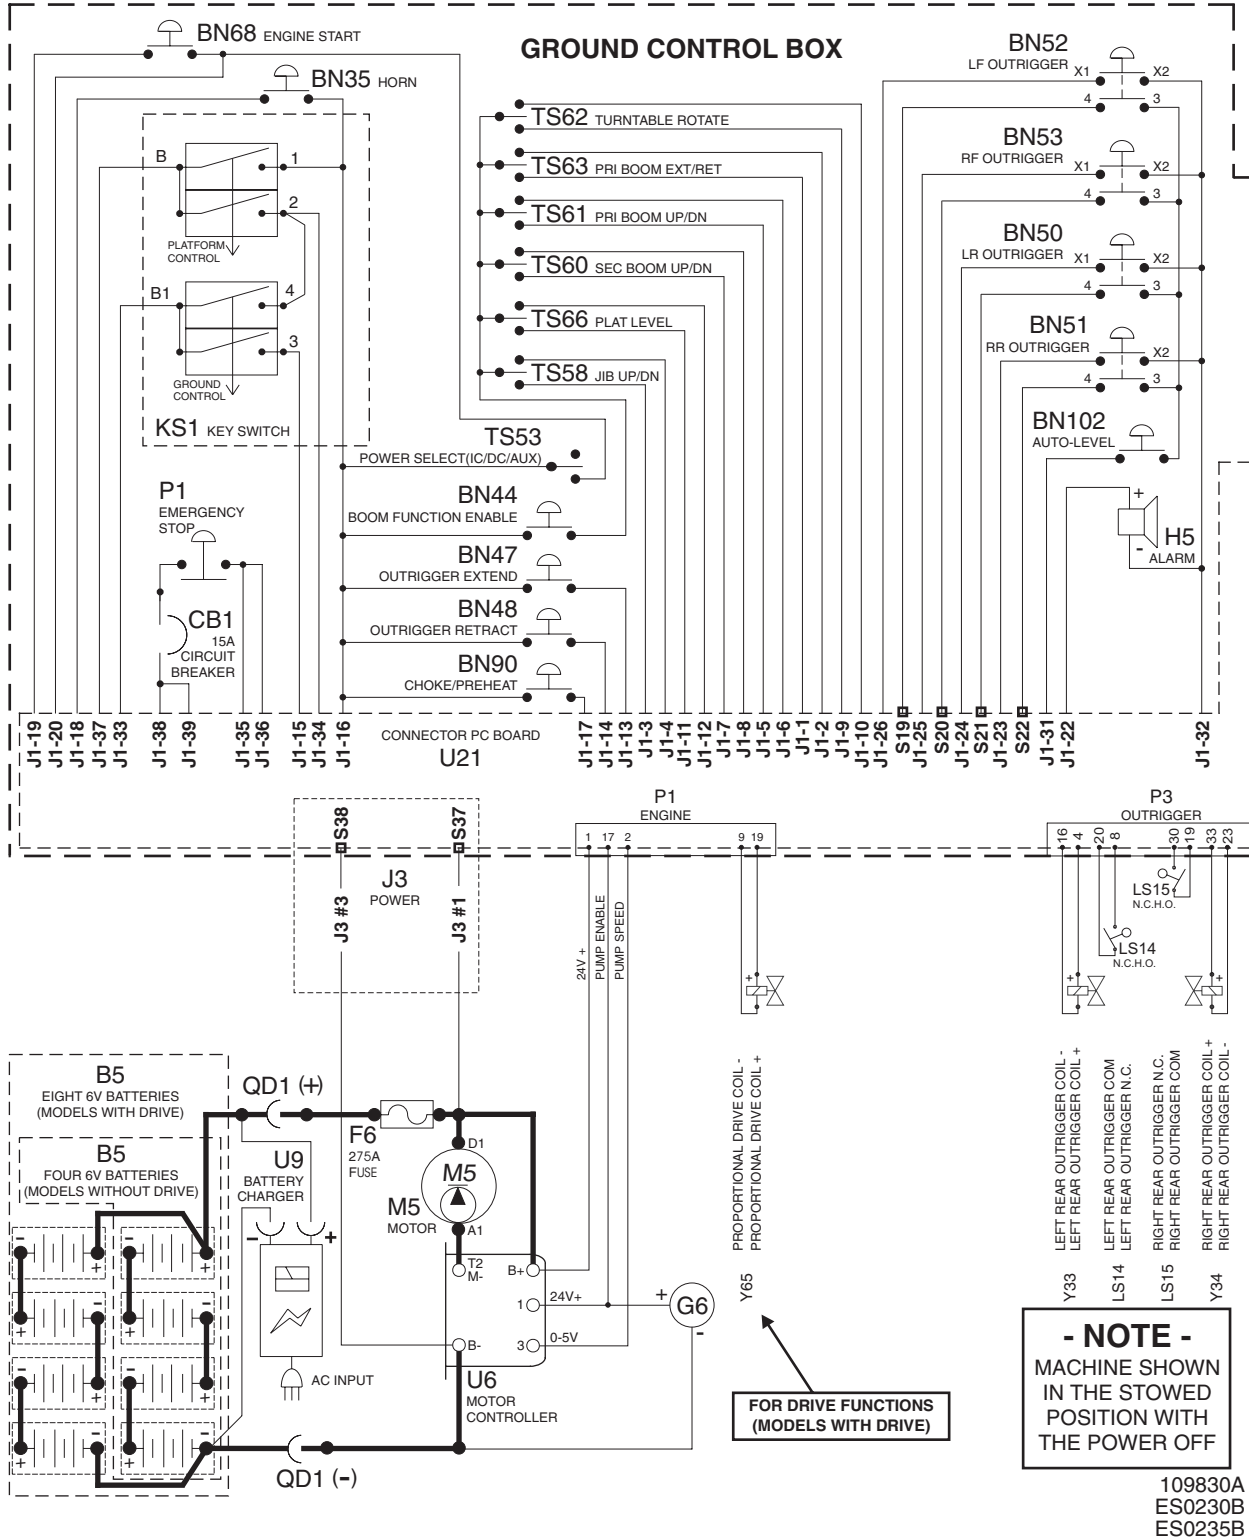 GROUND CONTROL BOX
BN68 ENGINE START
BN35 HORN
B
1
2
PLATFORM
CONTROL
B1
4
3
GROUND
CONTROL
KS1 KEY SWITCH
P1
EMERGENCY
STOP
CB1
15A
CIRCUIT
BREAKER
TS62 TURNTABLE ROTATE
TS63 PRI BOOM EXT/RET
TS61 PRI BOOM UP/DN
TS60 SEC BOOM UP/DN
TS66 PLAT LEVEL
TS58 JIB UP/DN
TS53
POWER SELECT(IC/DC/AUX)
BN44
BOOM FUNCTION ENABLE
BN47
OUTRIGGER EXTEND
BN48
OUTRIGGER RETRACT
BN90
CHOKE/PREHEAT
BN52
LF OUTRIGGER
X1
X2
4
3
BN53
RF OUTRIGGER
X1
X2
4
3
BN50
LR OUTRIGGER
X1
X2
4
3
BN51
RR OUTRIGGER
X2
4
3
BN102
AUTO-LEVEL
+
-
H5
ALARM
J1-19
J1-20
J1-18
J1-37
J1-33
J1-38
J1-39
J1-35
J1-36
J1-15
J1-34
J1-16
CONNECTOR PC BOARD
U21
J1-17
J1-14
J1-13
J1-3
J1-4
J1-11
J1-12
J1-7
J1-8
J1-5
J1-6
J1-1
J1-2
J1-9
J1-10
J1-26
S19
J1-25
S20
J1-24
S21
J1-23
S22
J1-31
J1-22
J1-32
S38
S37
J3
POWER
J3 #3
J3 #1
P1
ENGINE
1 17 2 9 19
24V +
PUMP ENABLE
PUMP SPEED
+
P3
OUTRIGGER
16
4
20
8
30
19
33
23
LS15
N.C.H.O.
LS14
N.C.H.O.
+
+
PROPORTIONAL DRIVE COIL -
PROPORTIONAL DRIVE COIL +
Y65
LEFT REAR OUTRIGGER COIL -
LEFT REAR OUTRIGGER COIL +
Y33
LEFT REAR OUTRIGGER COM
LEFT REAR OUTRIGGER N.C.
LS14
RIGHT REAR OUTRIGGER N.C.
RIGHT REAR OUTRIGGER COM
LS15
RIGHT REAR OUTRIGGER COIL +
RIGHT REAR OUTRIGGER COIL -
Y34
B5
EIGHT 6V BATTERIES
(MODELS WITH DRIVE)
B5
FOUR 6V BATTERIES
(MODELS WITHOUT DRIVE)
QD1 (+)
F6
275A
FUSE
U9
BATTERY
CHARGER
- +
AC INPUT
D1
M5
M5
MOTOR
A1
T2
M-
B+
1
24V+
B-
3
0-5V
U6
MOTOR
CONTROLLER
+
G6
-
- +
- +
- +
- +
- +
- +
- +
- +
QD1 (-)
FOR DRIVE FUNCTIONS
(MODELS WITH DRIVE)
- NOTE -
MACHINE SHOWN
IN THE STOWED
POSITION WITH
THE POWER OFF
109830A
ES0230B
ES0235B